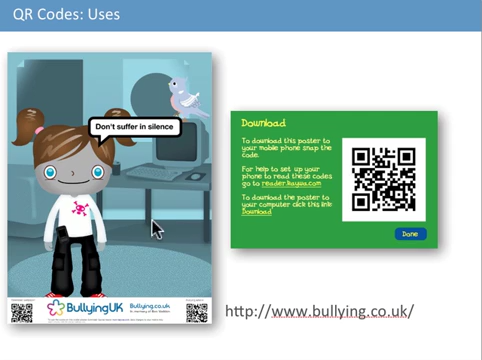 QR Codes: Uses
Don't suffer in silence
BullyingUK
Bullying.co.uk
Download
To download this poster to
your mobile phone snap the
code.
For help to set up your
phone to read these codes
go to reader.kaywa.com
To download the poster to
your computer click this link
Download
Done
http://www.bullying.co.uk/